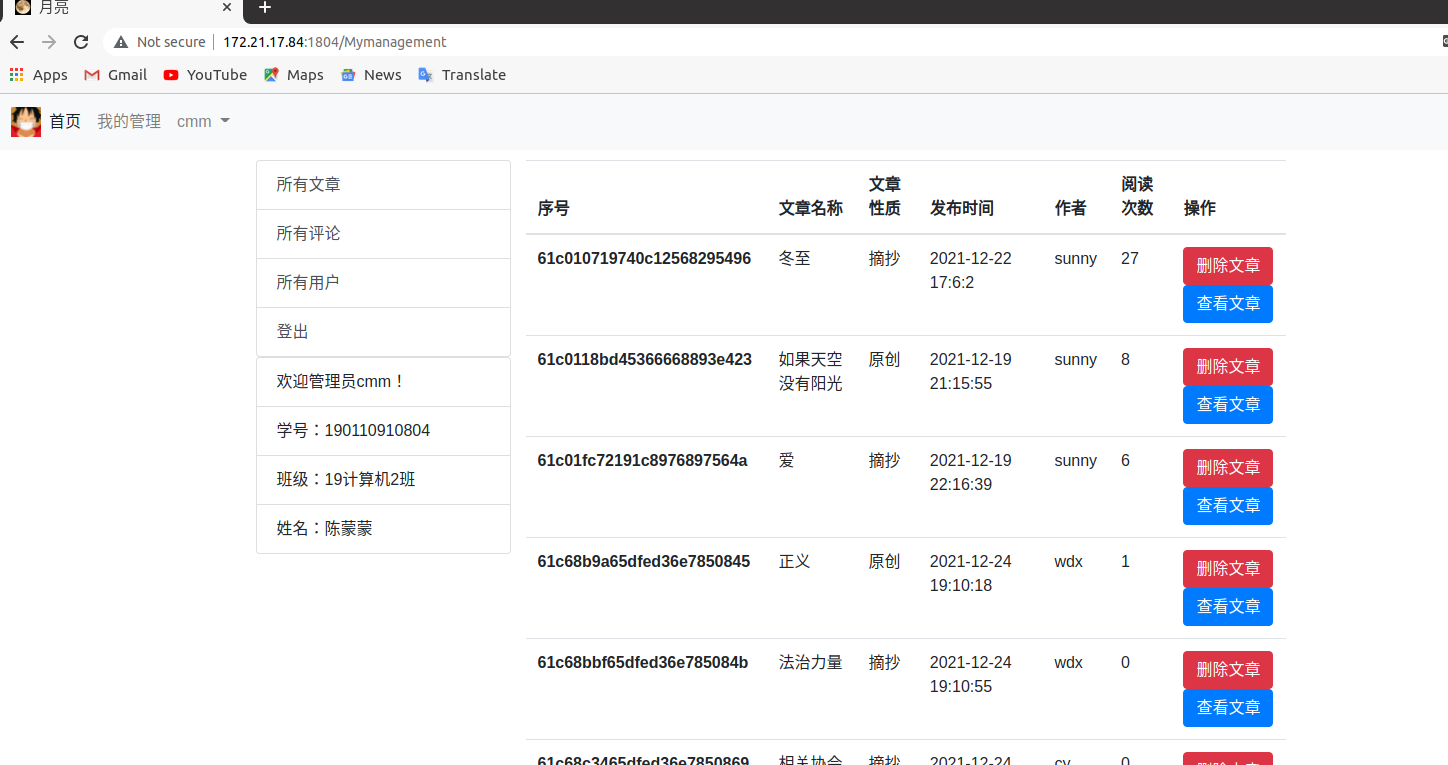 月亮
Not secure
172.21.17.84:1804/Mymanagement
Apps Gmail YouTube Maps News Translate
首页 我的管理 cmm
所有文章
所有评论
所有用户
登出
欢迎管理员cmm！
学号：190110910804
班级：19计算机2班
姓名：陈蒙蒙
序号 文章名称 文章性质 发布时间 作者 阅读次数 操作
61c010719740c12568295496 冬至 摘抄 2021-12-22 sunny 27 删除文章
17:6:2 查看文章
61c0118bd45366668893e423 如果天空 原创 2021-12-19 sunny 8 删除文章
没有阳光 21:15:55 查看文章
61c01fc72191c8976897564a 爱 摘抄 2021-12-19 sunny 6 删除文章
22:16:39 查看文章
61c68b9a65dfed36e7850845 正义 原创 2021-12-24 wdx 1 删除文章
19:10:18 查看文章
61c68bbf65dfed36e785084b 法治力量 摘抄 2021-12-24 wdx 0 删除文章
19:10:55 查看文章
61c68c3465dfed36e7850869 相关协会 摘抄 2021-12-24 cy 0 删除文章